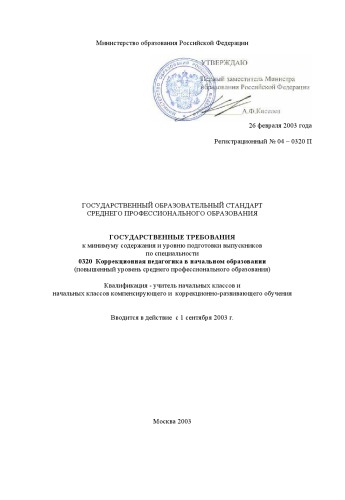 Министерство образования Российской Федерации
УТВЕРЖДАЮ
Первый заместитель Министра
образования Российской Федерации
А.Ф.Киселев
26 февраля 2003 года
Регистрационный № 04 – 0320 П
ГОСУДАРСТВЕННЫЙ ОБРАЗОВАТЕЛЬНЫЙ СТАНДАРТ
СРЕДНЕГО ПРОФЕССИОНАЛЬНОГО ОБРАЗОВАНИЯ
ГОСУДАРСТВЕННЫЕ ТРЕБОВАНИЯ
к минимуму содержания и уровню подготовки выпускников
по специальности
0320 Коррекционная педагогика в начальном образовании
(повышенный уровень среднего профессионального образования)
Квалификация - учитель начальных классов и
начальных классов компенсирующего и коррекционно-развивающего обучения
Вводится в действие с 1 сентября 2003 г.
Москва 2003